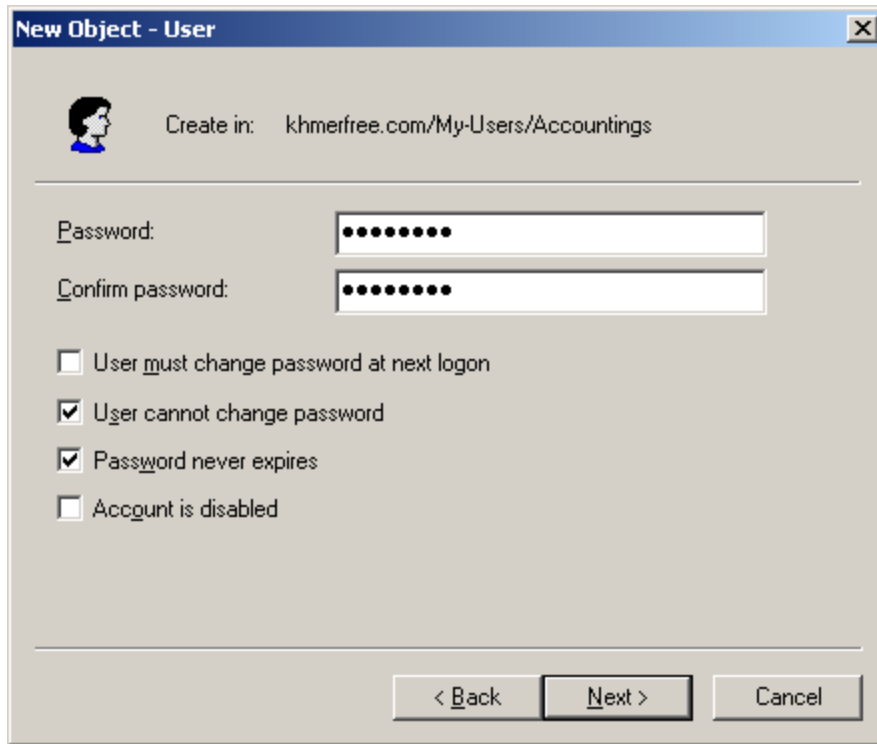 New Object - User
Create in: khmerfree.com/My-Users/Accountings
Password: ●●●●●●●●
Confirm password: ●●●●●●●●
User must change password at next logon
User cannot change password
Password never expires
Account is disabled
< Back Next > Cancel